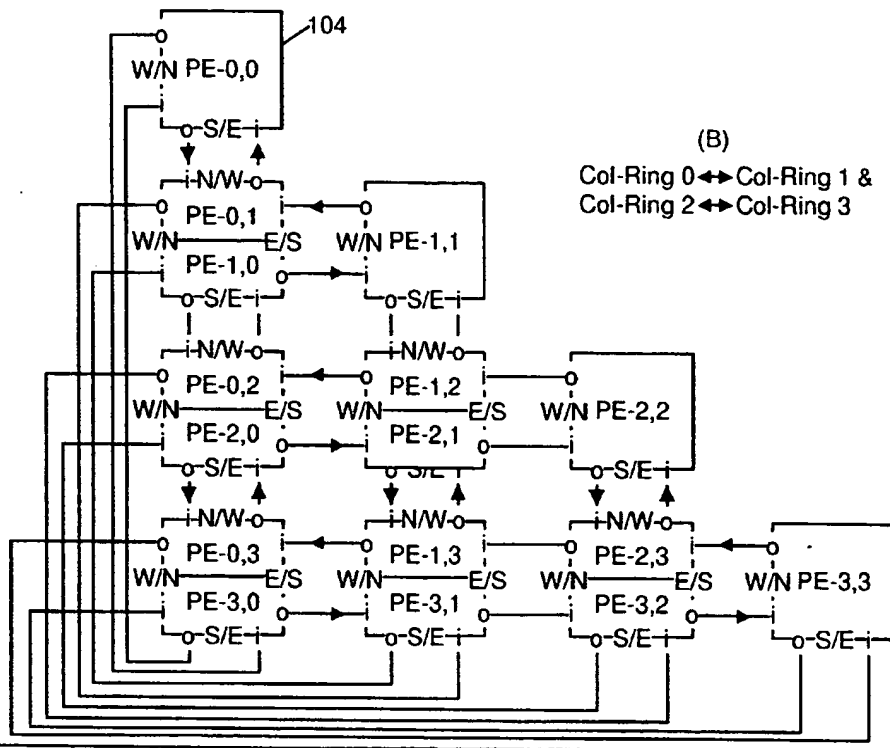 104
o
W/N PE-0,0
i
o S/E i
(B)
Col-Ring 0 ↔ Col-Ring 1 &
Col-Ring 2 ↔ Col-Ring 3
i N/W o
o PE-0,1 i o
W/N E/S W/N PE-1,1
i PE-1,0 o i
o S/E i o S/E i
i N/W o i N/W o
o PE-0,2 i o PE-1,2 i o
W/N E/S W/N E/S W/N PE-2,2
i PE-2,0 o i PE-2,1 o i
o S/E i o S/E i o S/E i
i N/W o i N/W o i N/W o
o PE-0,3 i o PE-1,3 i o PE-2,3 i o
W/N E/S W/N E/S W/N E/S W/N PE-3,3
i PE-3,0 o i PE-3,1 o i PE-3,2 o i
o S/E i o S/E i o S/E i o S/E i